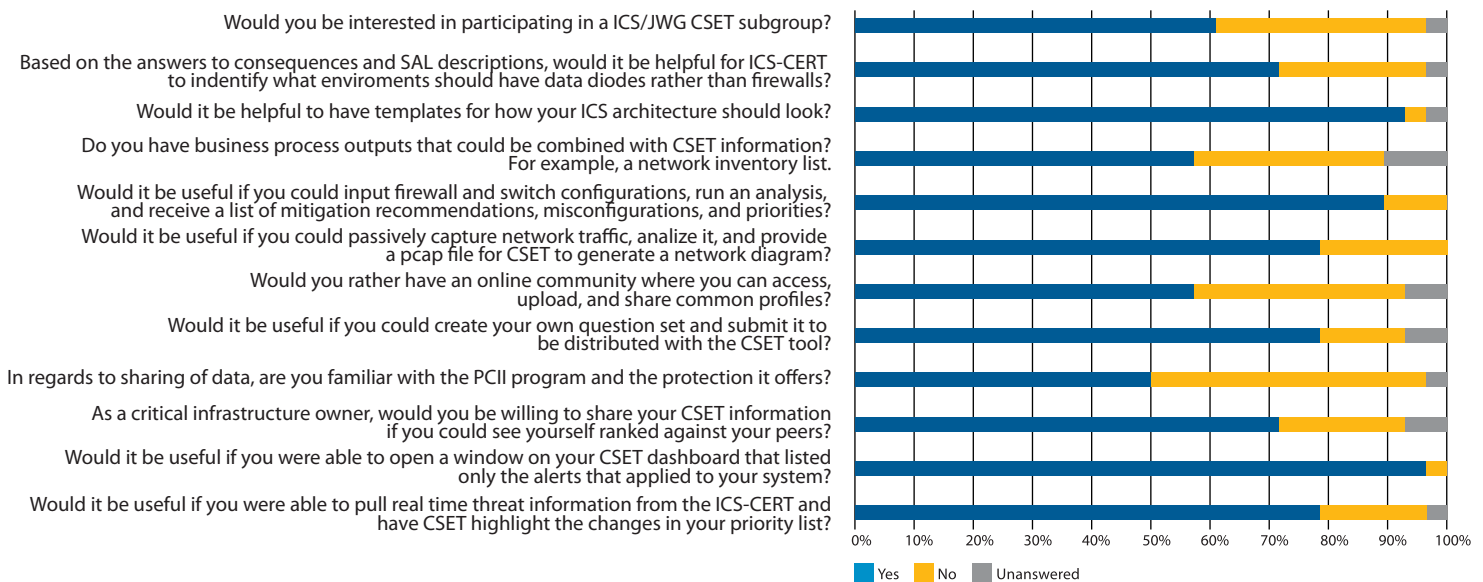 Would you be interested in participating in a ICS/JWG CSET subgroup?
Based on the answers to consequences and SAL descriptions, would it be helpful for ICS-CERT
to indentify what enviroments should have data diodes rather than firewalls?
Would it be helpful to have templates for how your ICS architecture should look?
Do you have business process outputs that could be combined with CSET information?
For example, a network inventory list.
Would it be useful if you could input firewall and switch configurations, run an analysis,
and receive a list of mitigation recommendations, misconfigurations, and priorities?
Would it be useful if you could passively capture network traffic, analize it, and provide
a pcap file for CSET to generate a network diagram?
Would you rather have an online community where you can access,
upload, and share common profiles?
Would it be useful if you could create your own question set and submit it to
be distributed with the CSET tool?
In regards to sharing of data, are you familiar with the PCII program and the protection it offers?
As a critical infrastructure owner, would you be willing to share your CSET information
if you could see yourself ranked against your peers?
Would it be useful if you were able to open a window on your CSET dashboard that listed
only the alerts that applied to your system?
Would it be useful if you were able to pull real time threat information from the ICS-CERT and
have CSET highlight the changes in your priority list?
0% 10% 20% 30% 40% 50% 60% 70% 80% 90% 100%
Yes No Unanswered